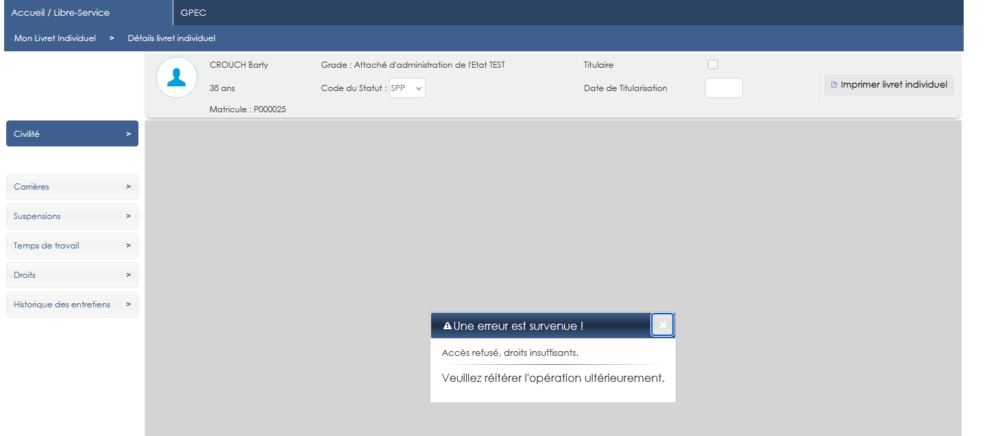 Accueil / Libre-Service
GPEC
Mon Livret Individuel > Détails livret individuel
CROUCH Barty
Grade : Attaché d'administration de l'Etat TEST
Titulaire
38 ans
Code du Statut : SPP
Date de Titularisation
Imprimer livret individuel
Matricule : P000025
Civilité >
Carrières >
Suspensions >
Temps de travail >
Droits >
Historique des entretiens >
Une erreur est survenue !
Accès refusé, droits insuffisants.
Veuillez réitérer l'opération ultérieurement.